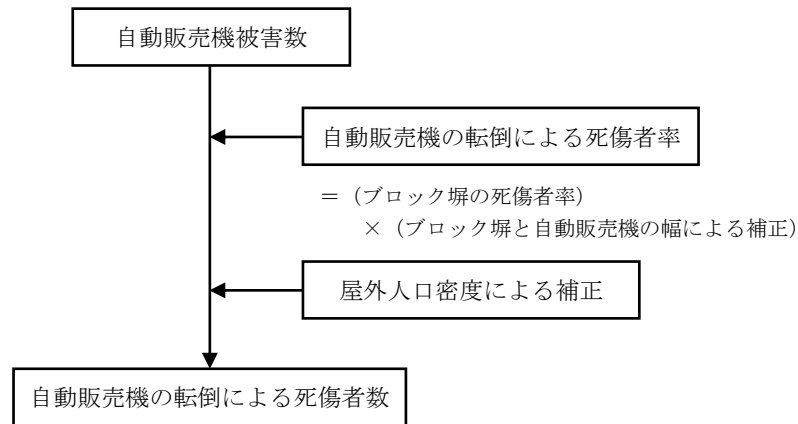 自動販売機被害数
自動販売機の転倒による死傷者率
＝（ブロック塀の死傷者率）
×（ブロック塀と自動販売機の幅による補正）
屋外人口密度による補正
自動販売機の転倒による死傷者数